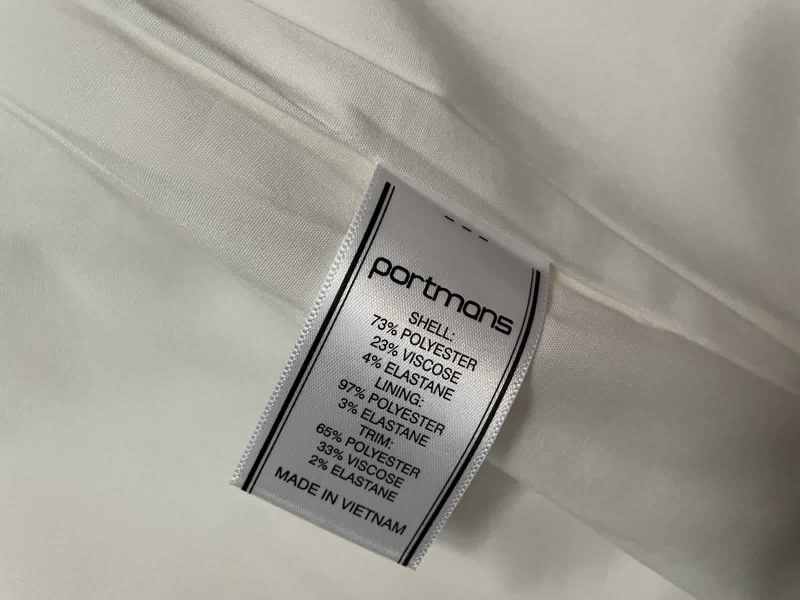 portmans
SHELL:
73% POLYESTER
23% VISCOSE
4% ELASTANE
LINING:
97% POLYESTER
3% ELASTANE
TRIM:
65% POLYESTER
33% VISCOSE
2% ELASTANE
MADE IN VIETNAM